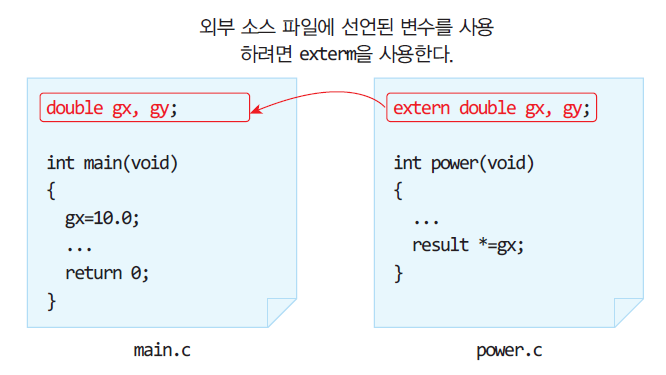 외부 소스 파일에 선언된 변수를 사용
하려면 exterm을 사용한다.
double gx, gy;
int main(void)
{
gx=10.0;
...
return 0;
}
main.c
extern double gx, gy;
int power(void)
{
...
result *=gx;
}
power.c